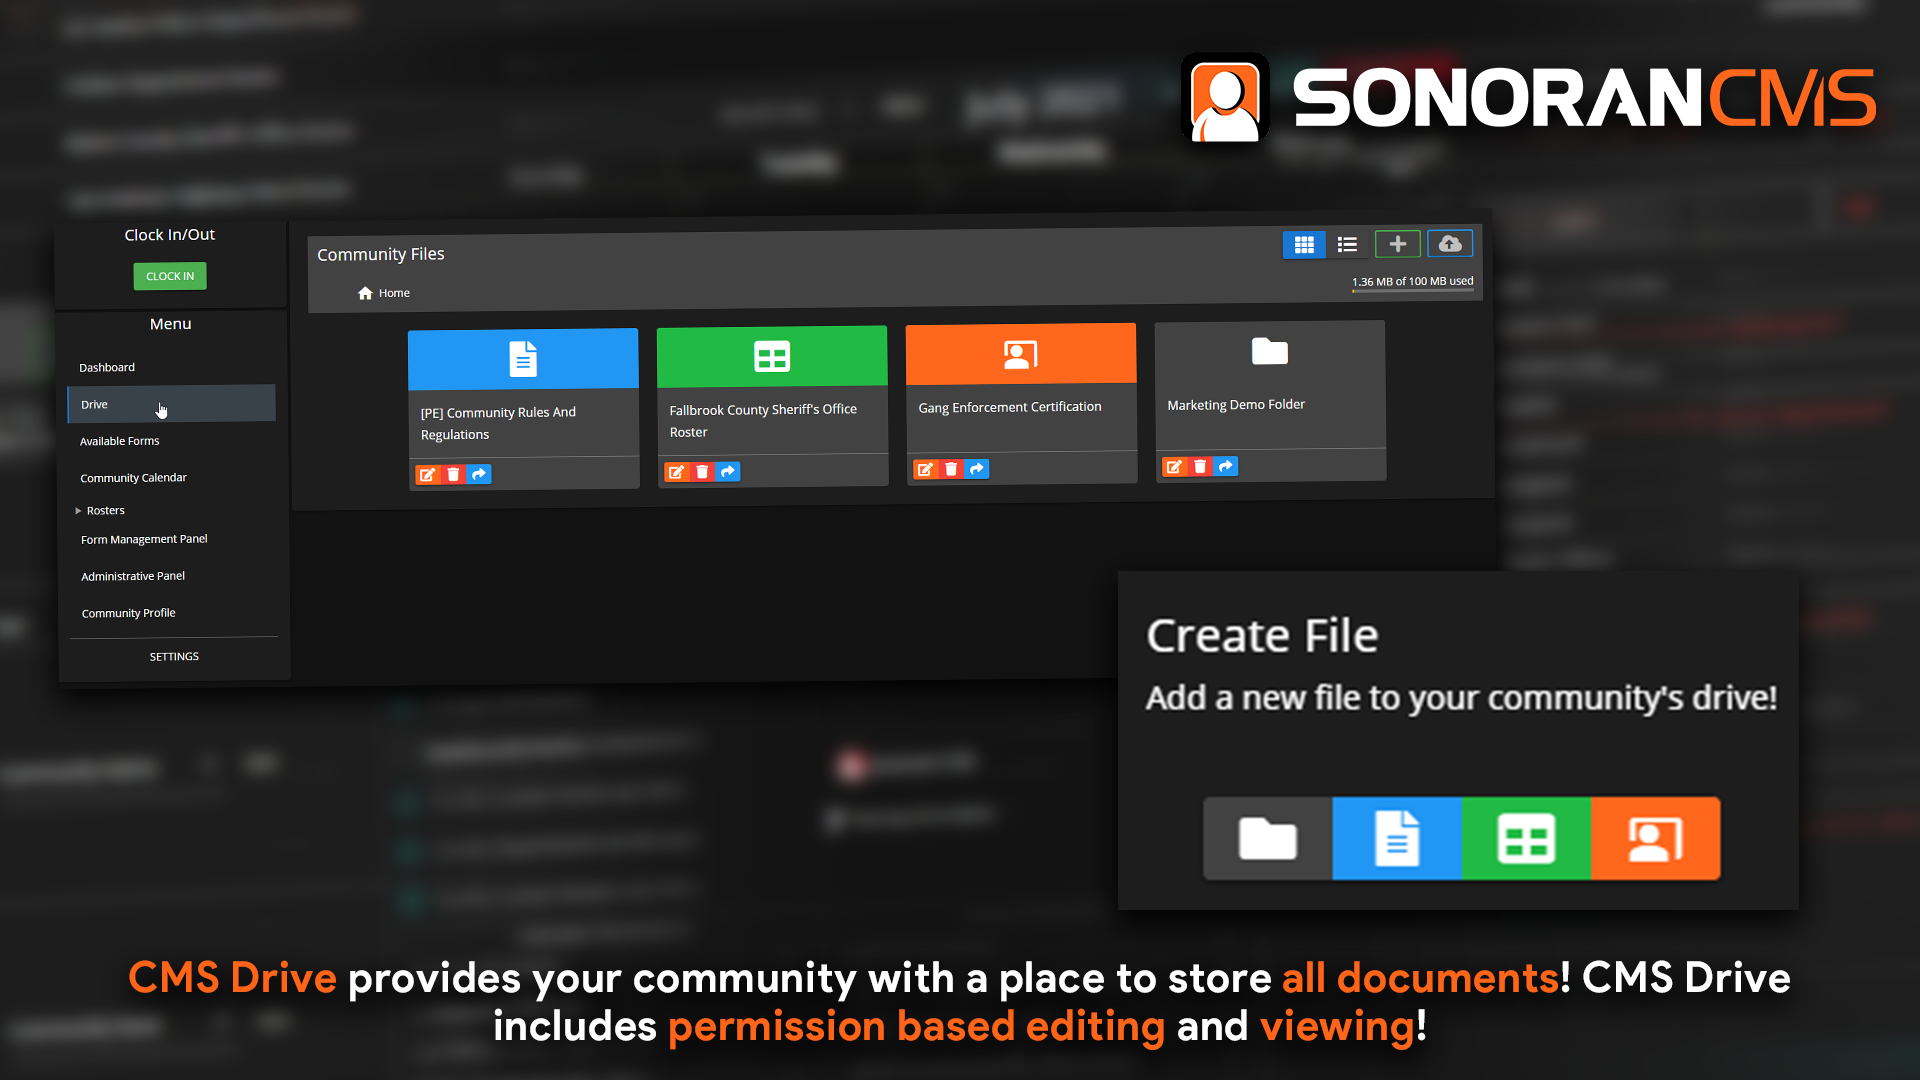 SONORANCMS
Clock In/Out
CLOCK IN
Menu
Dashboard
Drive
Available Forms
Community Calendar
Rosters
Form Management Panel
Administrative Panel
Community Profile
SETTINGS
Community Files
Home
1.36 MB of 100 MB used
[PE] Community Rules And
Regulations
Fallbrook County Sheriff's Office
Roster
Gang Enforcement Certification
Marketing Demo Folder
Create File
Add a new file to your community's drive!
CMS Drive provides your community with a place to store all documents! CMS Drive
includes permission based editing and viewing!